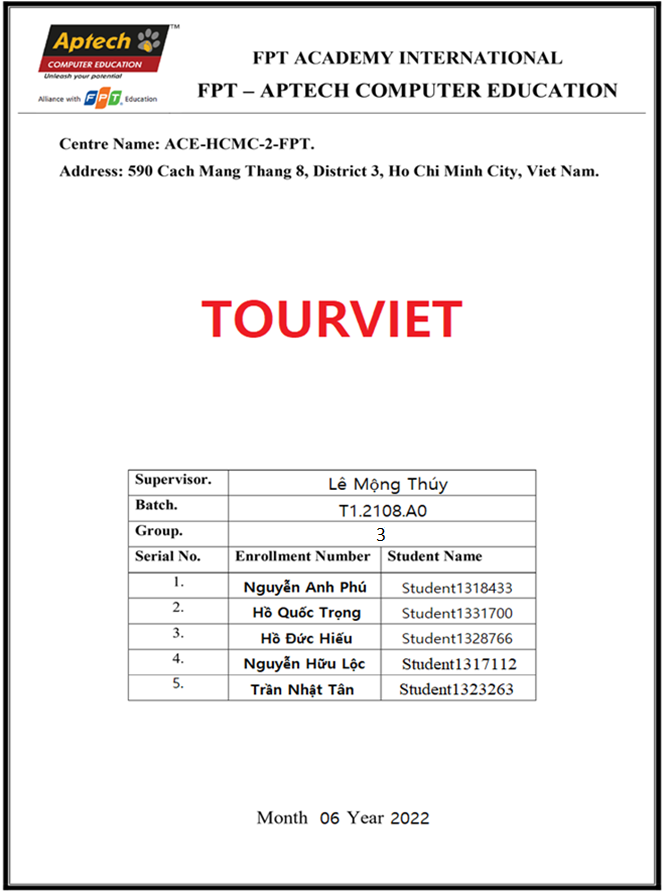 Aptech TM
COMPUTER EDUCATION
Unleash your potential
Alliance with FPT Education
FPT ACADEMY INTERNATIONAL
FPT – APTECH COMPUTER EDUCATION
Centre Name: ACE-HCMC-2-FPT.
Address: 590 Cach Mang Thang 8, District 3, Ho Chi Minh City, Viet Nam.
TOURVIET
Supervisor. Lê Mộng Thúy
Batch. T1.2108.A0
Group. 3
Serial No. Enrollment Number Student Name
1. Nguyễn Anh Phú Student1318433
2. Hồ Quốc Trọng Student1331700
3. Hồ Đức Hiếu Student1328766
4. Nguyễn Hữu Lộc Student1317112
5. Trần Nhật Tân Student1323263
Month 06 Year 2022